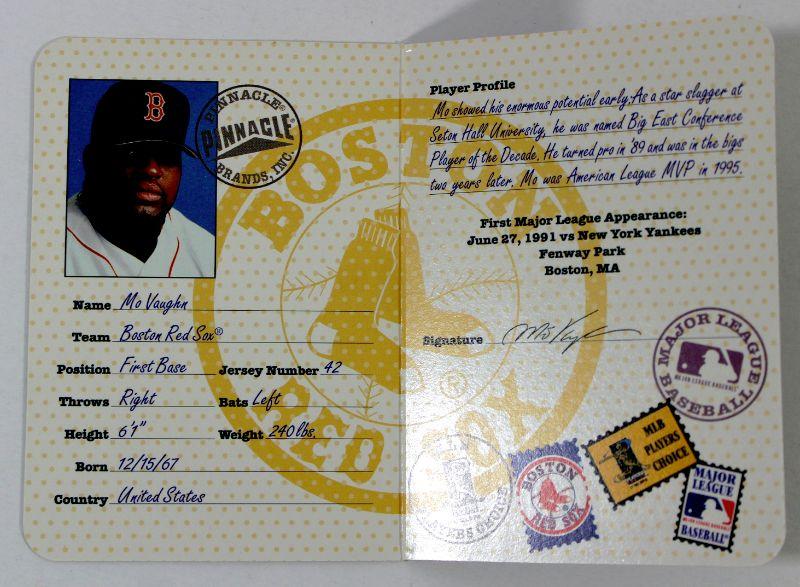 B
PINNACLE®
PINNACLE®
BRANDS, INC.
BOSTON
RED SOX
Name Mo Vaughn
Team Boston Red Sox®
Position First Base Jersey Number 42
Throws Right Bats Left
Height 6'1" Weight 240 lbs.
Born 12/15/67
Country United States
Player Profile
Mo showed his enormous potential early. As a star slugger at
Seton Hall University, he was named Big East Conference
Player of the Decade. He turned pro in '89 and was in the bigs
two years later. Mo was American League MVP in 1995.
First Major League Appearance:
June 27, 1991 vs New York Yankees
Fenway Park
Boston, MA
Signature Mo Vaughn
MAJOR LEAGUE
BASEBALL
BOSTON
RED SOX
MLB
PLAYERS
CHOICE
MAJOR
LEAGUE
BASEBALL®